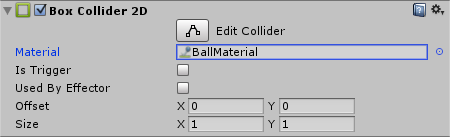 Box Collider 2D
Edit Collider
Material BallMaterial
Is Trigger
Used By Effector
Offset X 0 Y 0
Size X 1 Y 1